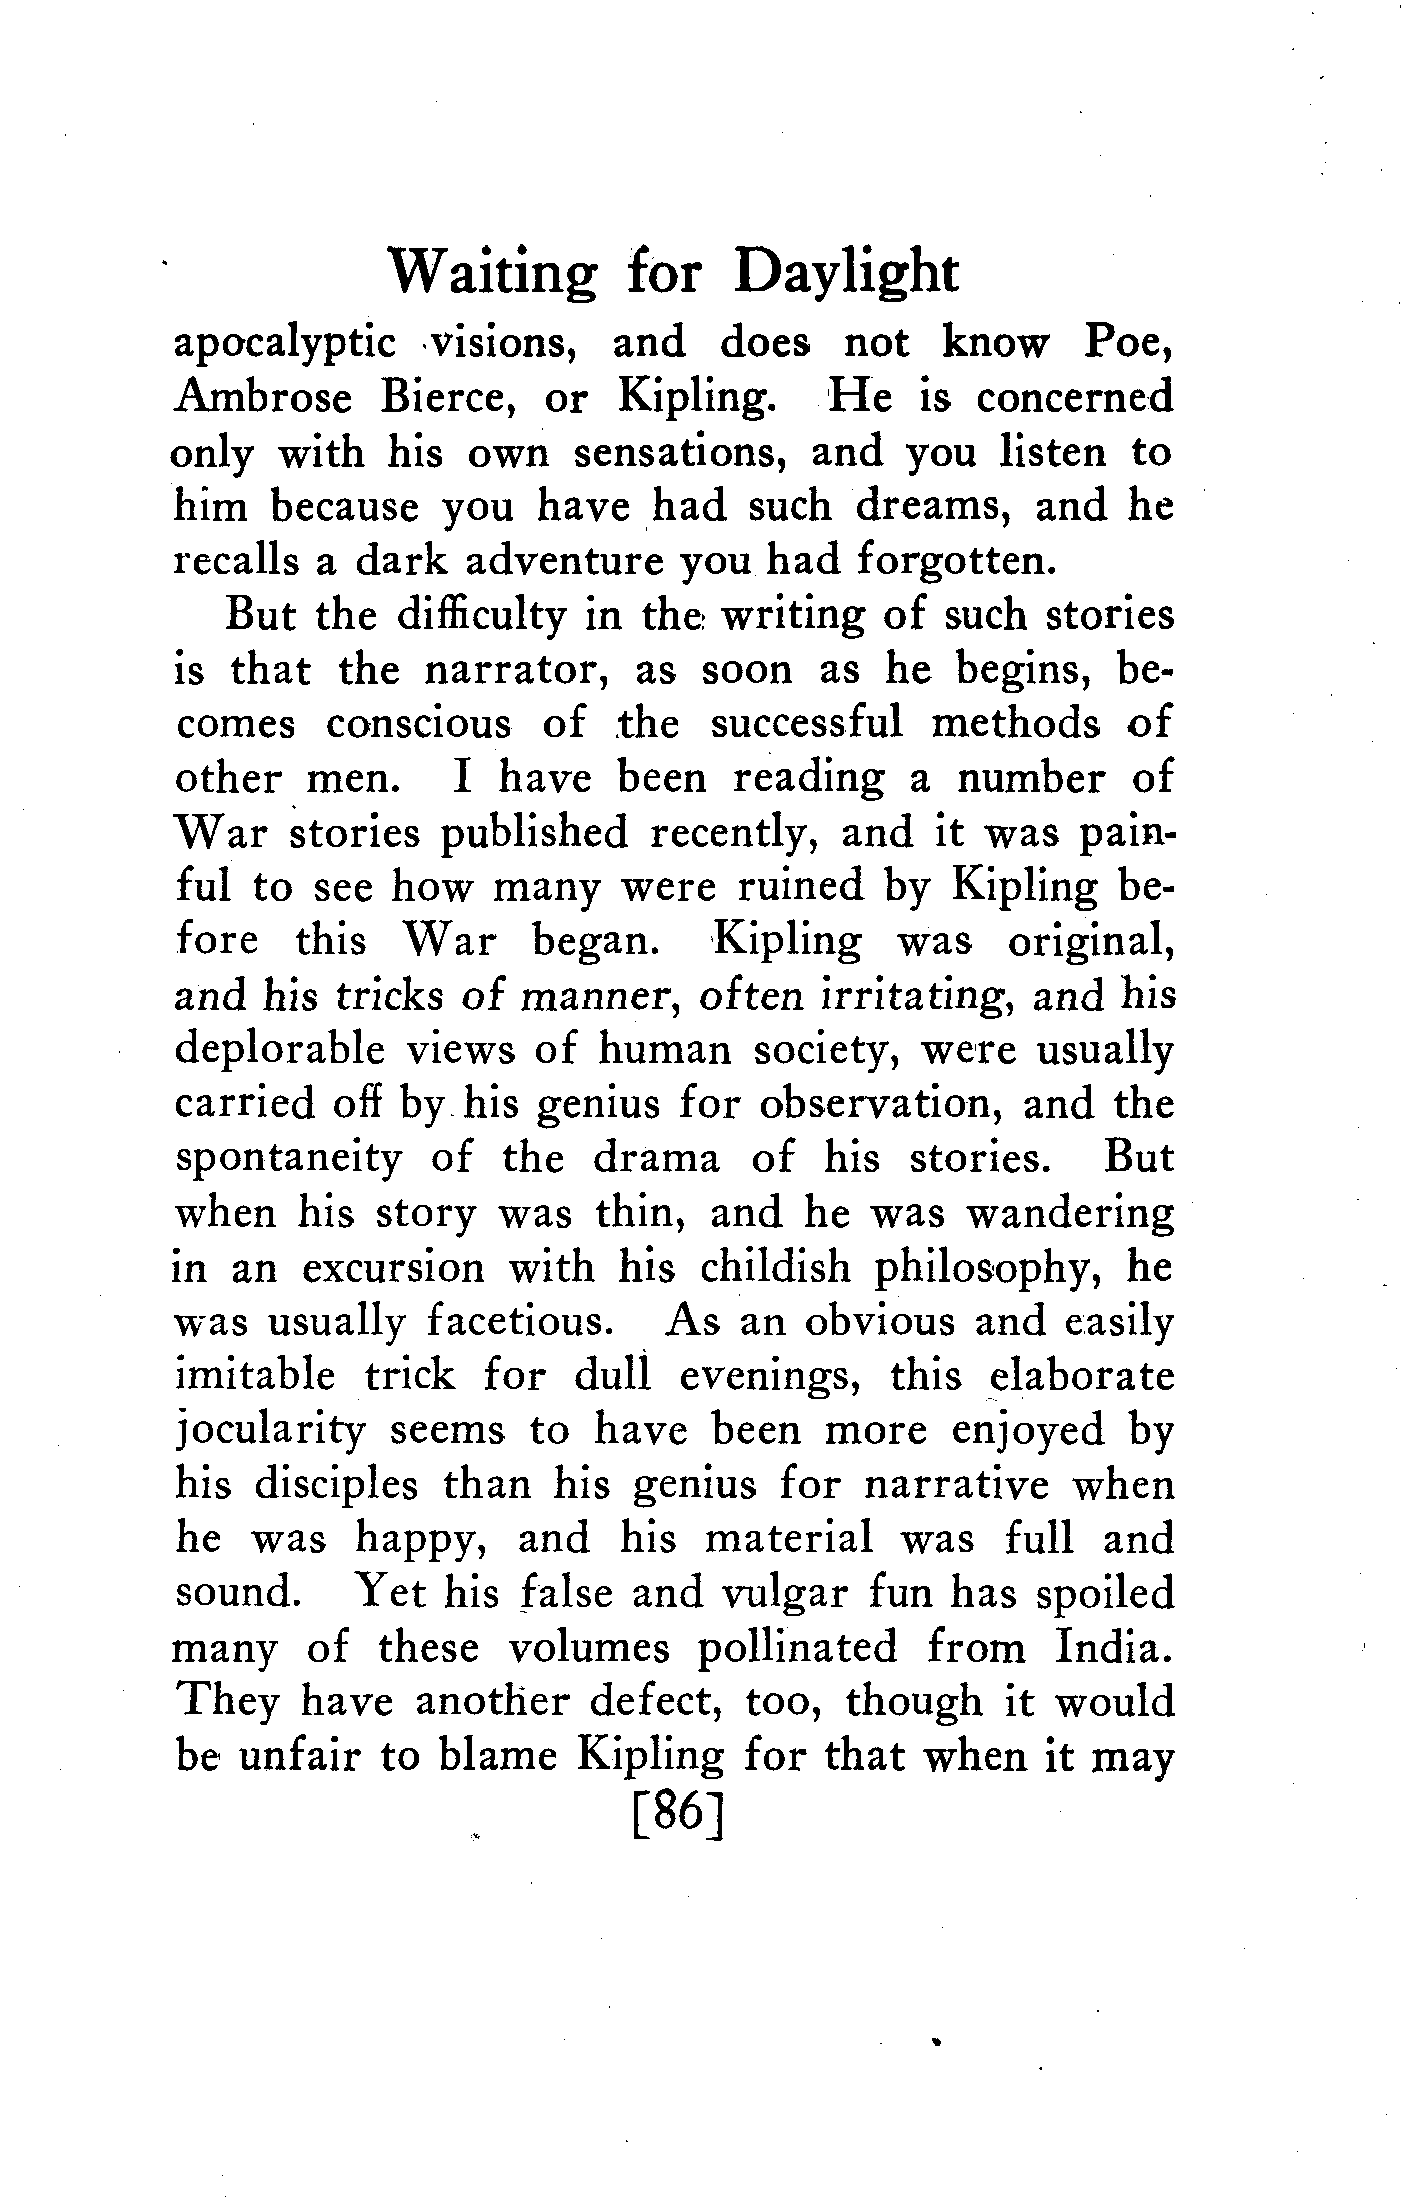 Waiting for Daylight
apocalyptic visions, and does not know Poe,
Ambrose Bierce, or Kipling. He is concerned
only with his own sensations, and you listen to
him because you have had such dreams, and he
recalls a dark adventure you had forgotten.
But the difficulty in the writing of such stories
is that the narrator, as soon as he begins, be-
comes conscious of the successful methods of
other men. I have been reading a number of
War stories published recently, and it was pain-
ful to see how many were ruined by Kipling be-
fore this War began. Kipling was original,
and his tricks of manner, often irritating, and his
deplorable views of human society, were usually
carried off by his genius for observation, and the
spontaneity of the drama of his stories. But
when his story was thin, and he was wandering
in an excursion with his childish philosophy, he
was usually facetious. As an obvious and easily
imitable trick for dull evenings, this elaborate
jocularity seems to have been more enjoyed by
his disciples than his genius for narrative when
he was happy, and his material was full and
sound. Yet his false and vulgar fun has spoiled
many of these volumes pollinated from India.
They have another defect, too, though it would
be unfair to blame Kipling for that when it may
[86]